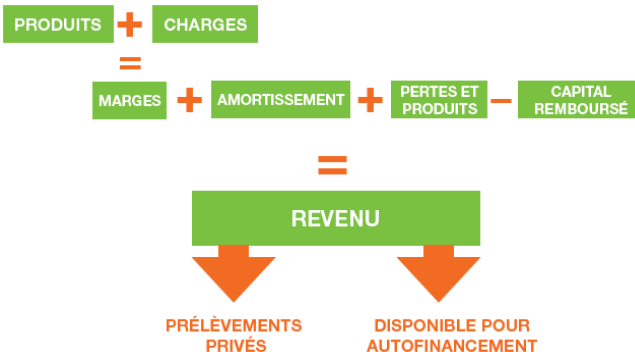 PRODUITS + CHARGES
=
MARGES + AMORTISSEMENT + PERTES ET PRODUITS – CAPITAL REMBOURSÉ
=
REVENU
PRÉLÈVEMENTS
PRIVÉS
DISPONIBLE POUR
AUTOFINANCEMENT